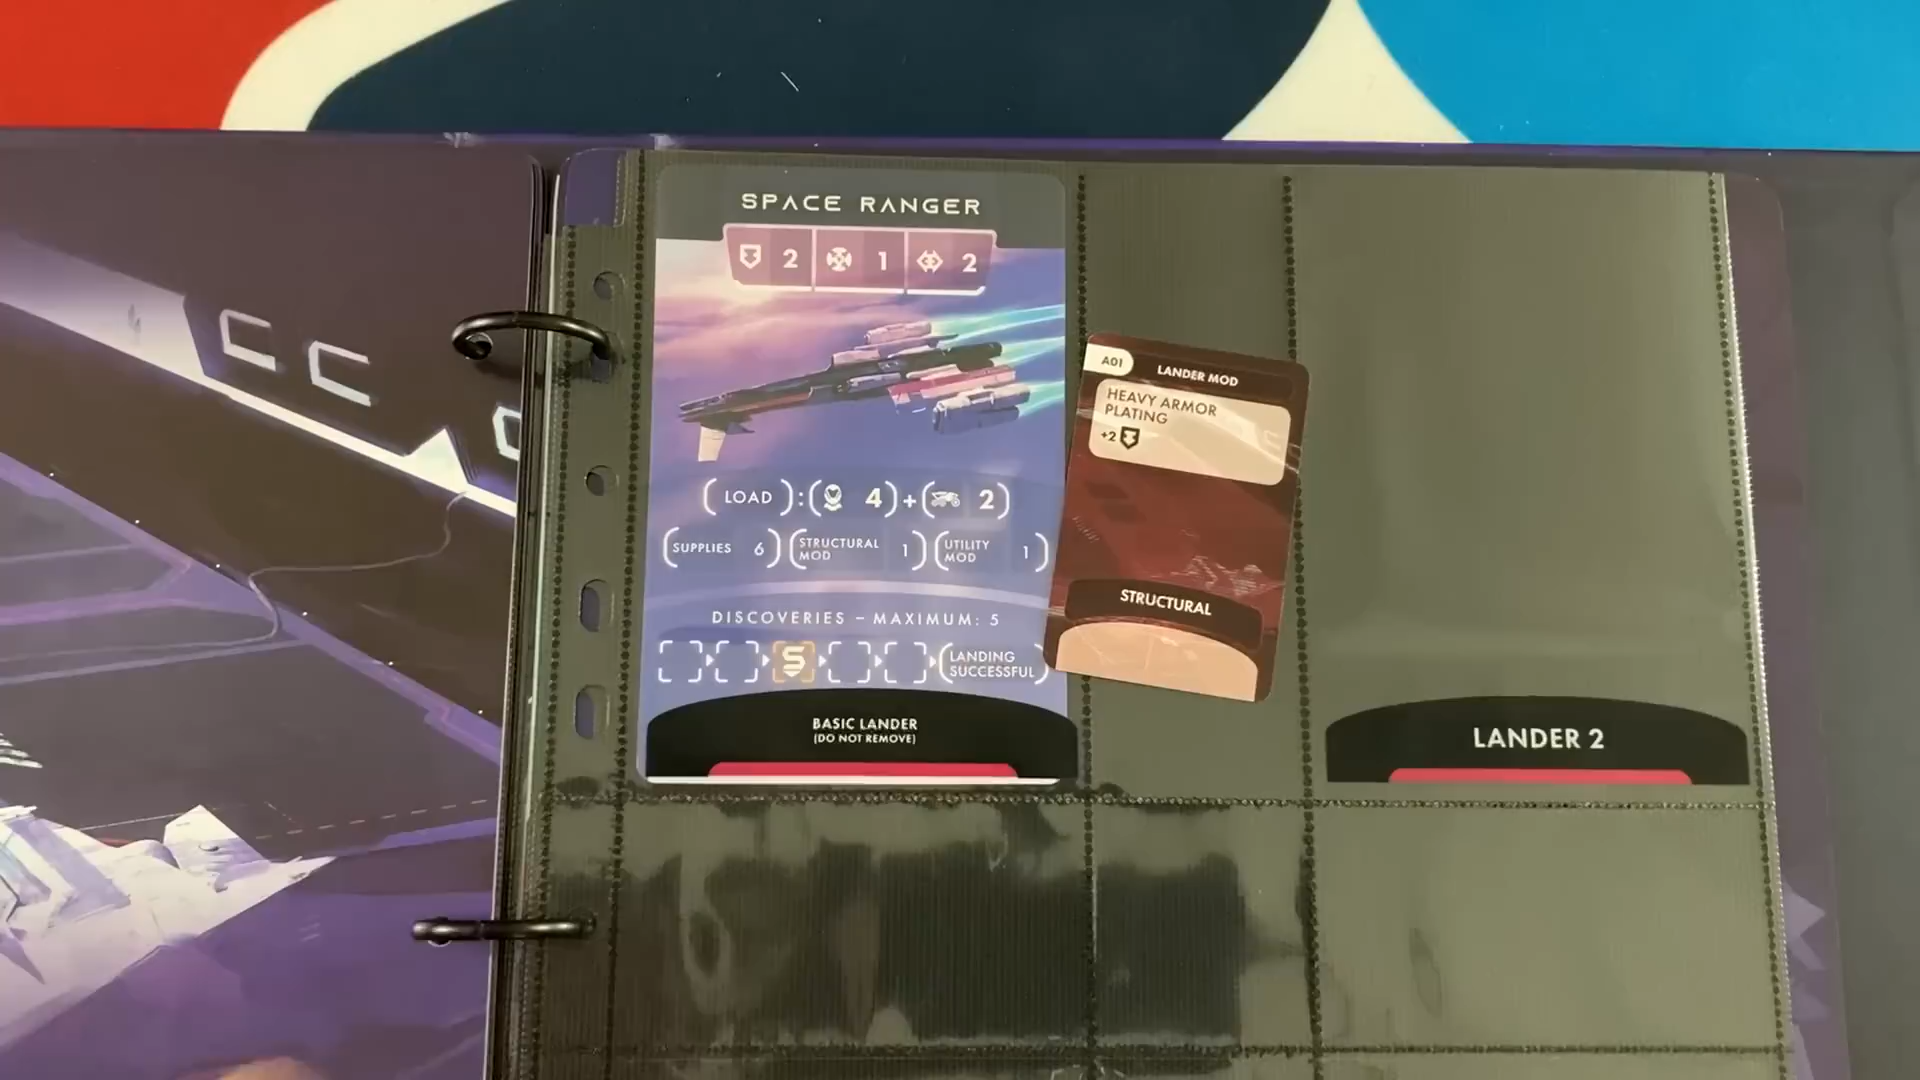 SPACE RANGER
2 1 2
(LOAD):( 4)+( 2)
(SUPPLIES 6) (STRUCTURAL MOD 1) (UTILITY MOD 1)
DISCOVERIES – MAXIMUM: 5
S (LANDING SUCCESSFUL)
BASIC LANDER
(DO NOT REMOVE)
A01 LANDER MOD
HEAVY ARMOR
PLATING
+2
STRUCTURAL
LANDER 2